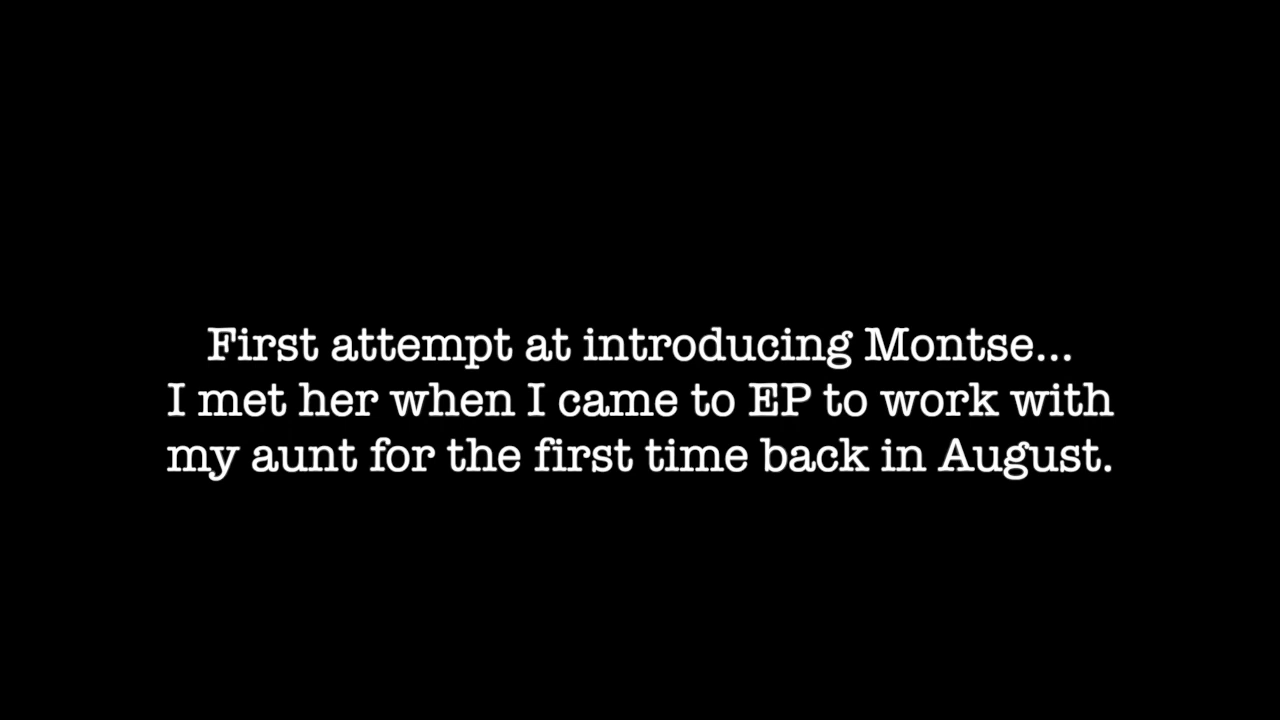 First attempt at introducing Montse...
I met her when I came to EP to work with
my aunt for the first time back in August.